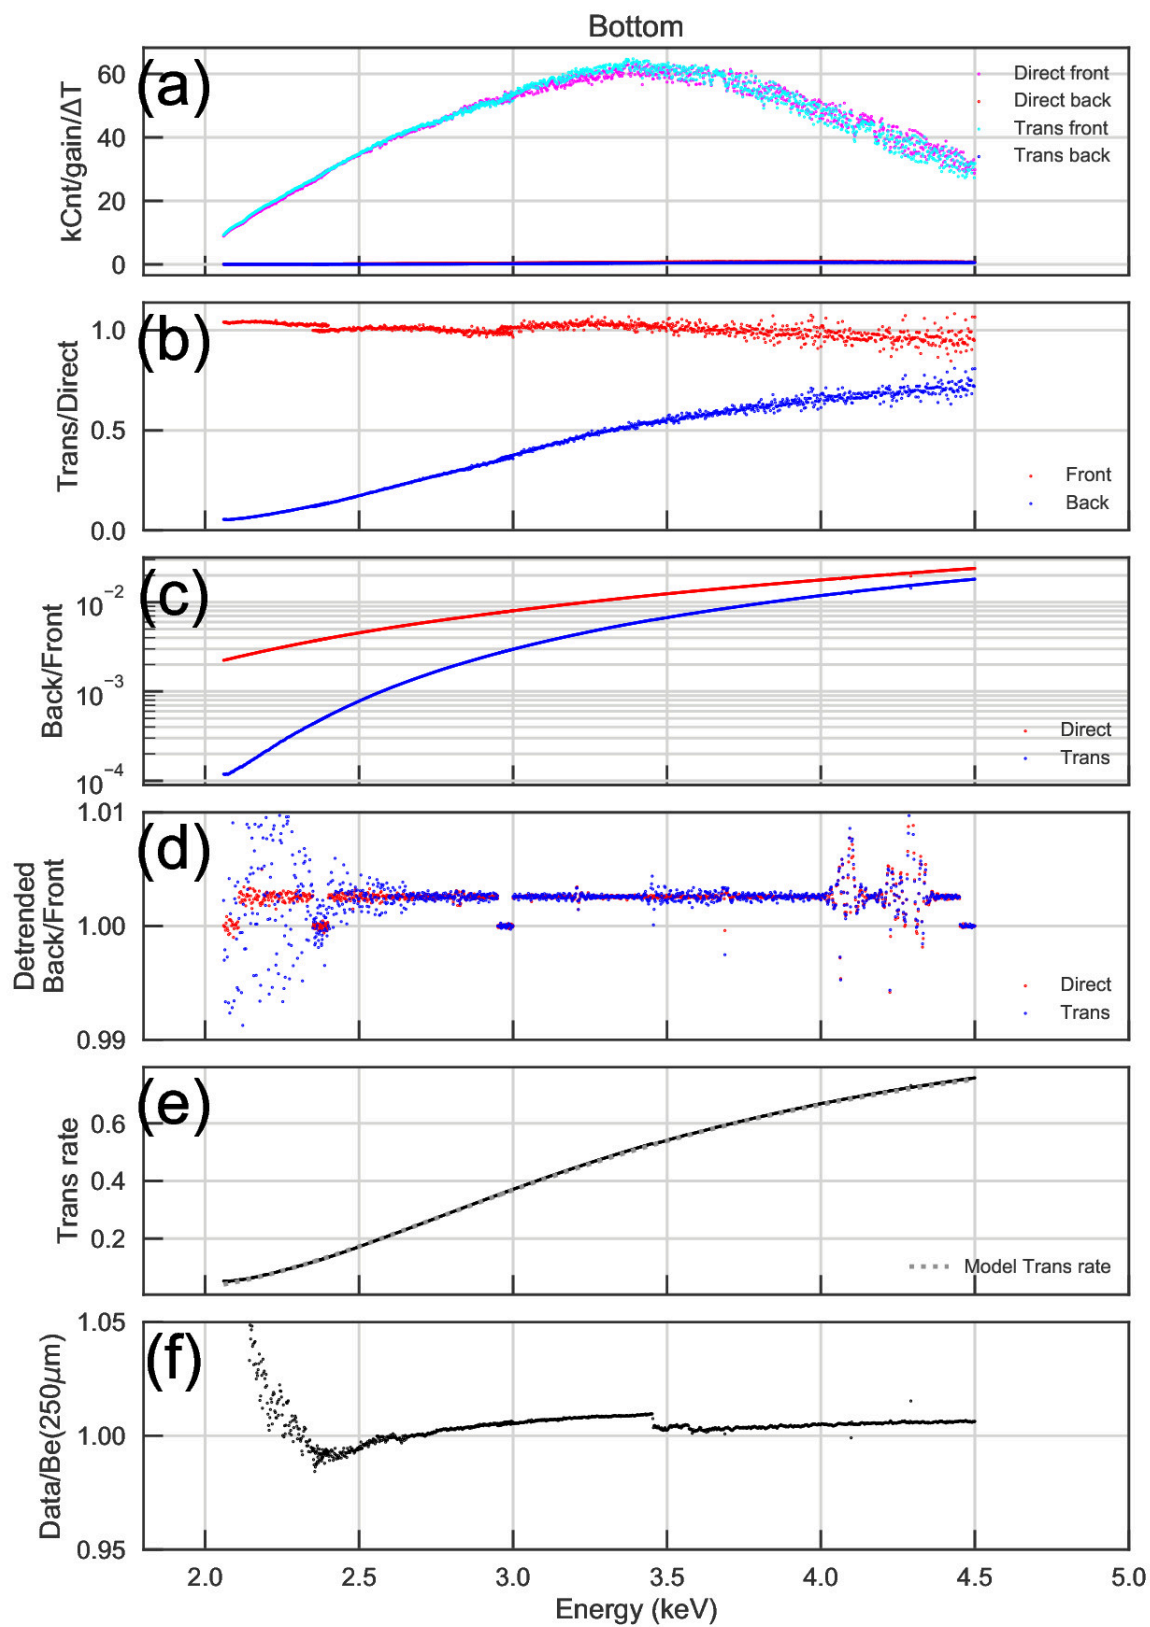 Bottom
(a)
kCnt/gain/ΔT
60
40
20
0
Direct front
Direct back
Trans front
Trans back
(b)
Trans/Direct
1.0
0.5
0.0
Front
Back
(c)
Back/Front
10⁻²
10⁻³
10⁻⁴
Direct
Trans
(d)
Detrended
Back/Front
1.01
1.00
0.99
Direct
Trans
(e)
Trans rate
0.6
0.4
0.2
Model Trans rate
(f)
Data/Be(250μm)
1.05
1.00
0.95
2.0 2.5 3.0 3.5 4.0 4.5 5.0
Energy (keV)